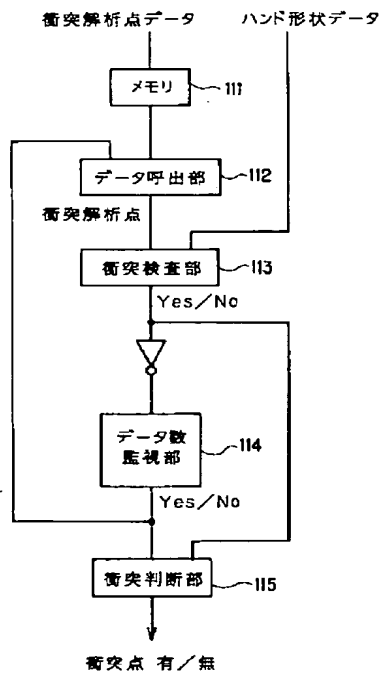 衝突解析点データ
ハンド形状データ
メモリ
111
データ呼出部
112
衝突解析点
衝突検査部
113
Yes/No
データ数
監視部
114
Yes/No
衝突判断部
115
衝突点 有/無